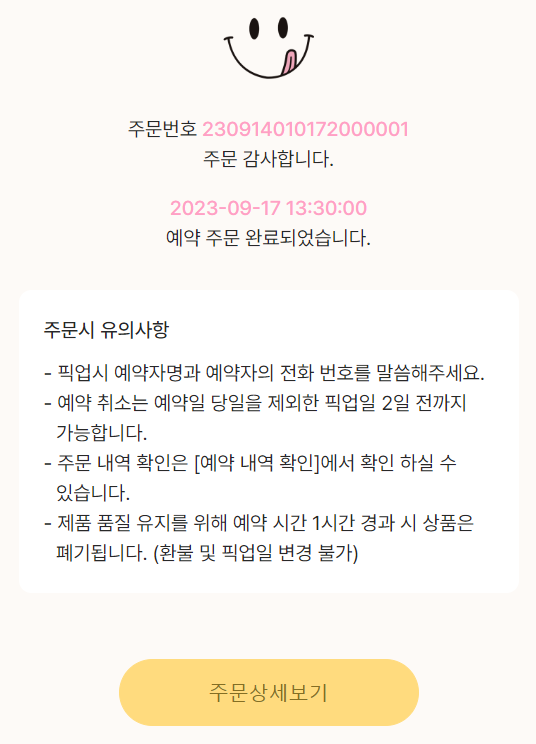 주문번호 230914010172000001
주문 감사합니다.
2023-09-17 13:30:00
예약 주문 완료되었습니다.
주문시 유의사항
- 픽업시 예약자명과 예약자의 전화 번호를 말씀해주세요.
- 예약 취소는 예약일 당일을 제외한 픽업일 2일 전까지
가능합니다.
- 주문 내역 확인은 [예약 내역 확인]에서 확인 하실 수
있습니다.
- 제품 품질 유지를 위해 예약 시간 1시간 경과 시 상품은
폐기됩니다. (환불 및 픽업일 변경 불가)
주문상세보기